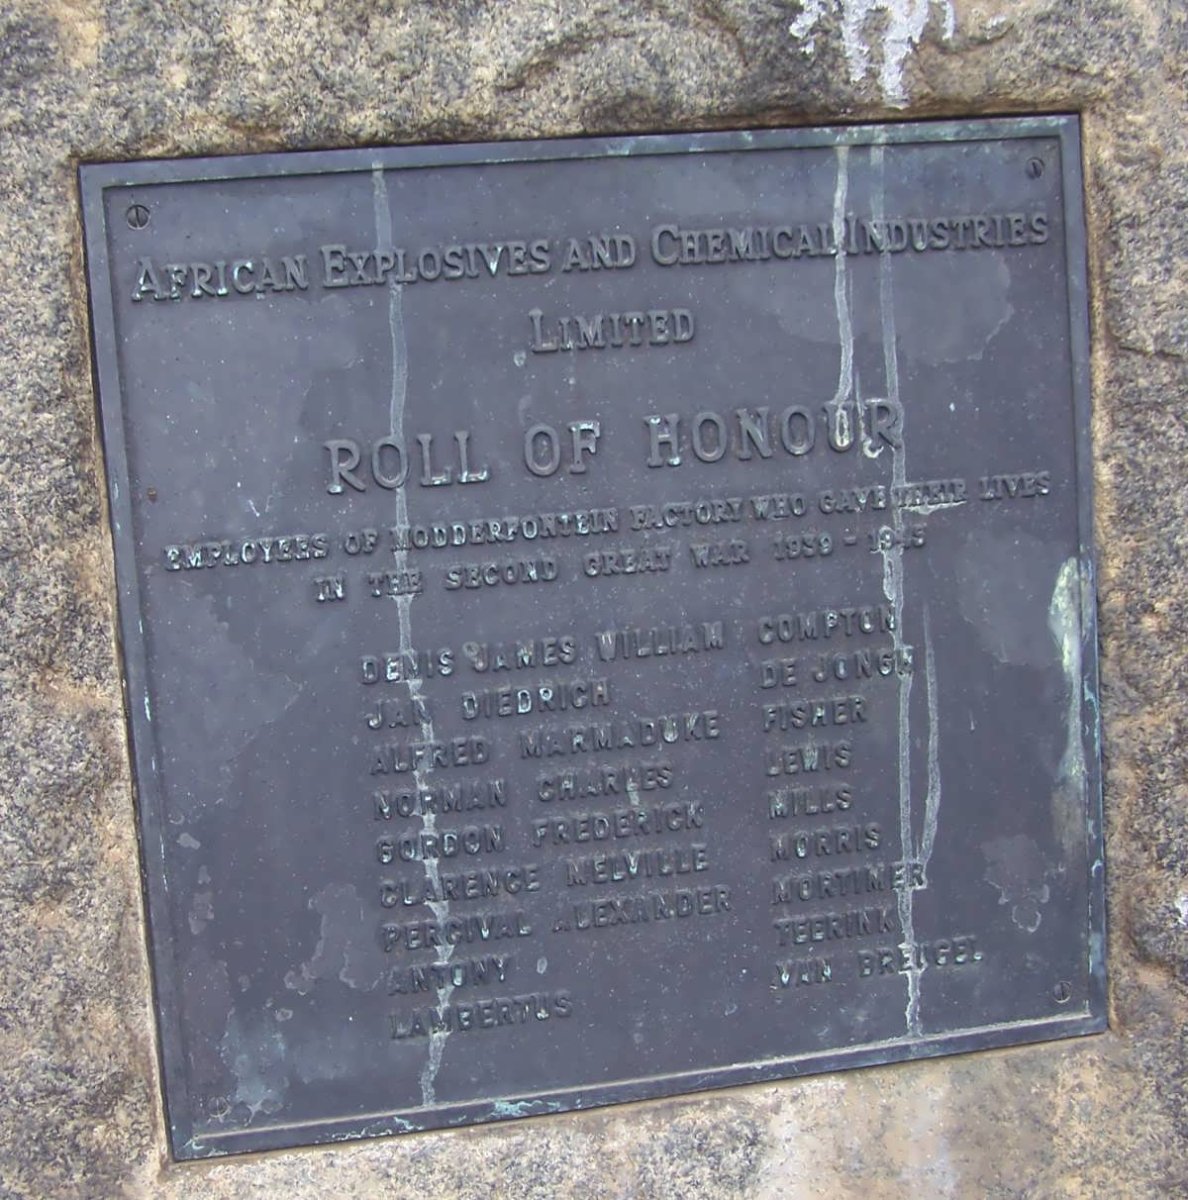 AFRICAN EXPLOSIVES AND CHEMICAL INDUSTRIES
LIMITED
ROLL OF HONOUR
EMPLOYEES OF MODDERFONTEIN FACTORY WHO GAVE THEIR LIVES
IN THE SECOND GREAT WAR 1939 - 1945
DENIS JAMES WILLIAM COMPTON
JAN DIEDRICH DE JONGH
ALFRED MARMADUKE FISHER
NORMAN CHARLES LEWIS
GORDON FREDERICK MILLS
CLARENCE MELVILLE MORRIS
PERCIVAL ALEXANDER MORTIMER
ANTONY TEERINK
LAMBERTUS VAN BREUGEL